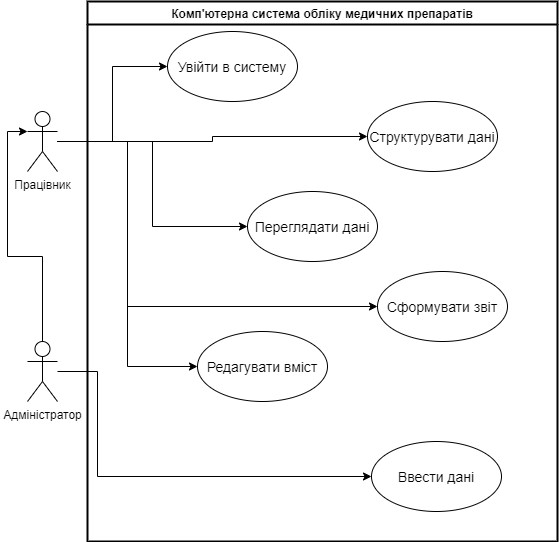 Комп'ютерна система обліку медичних препаратів
Увійти в систему
Структурувати дані
Працівник
Переглядати дані
Сформувати звіт
Редагувати вміст
Адміністратор
Ввести дані